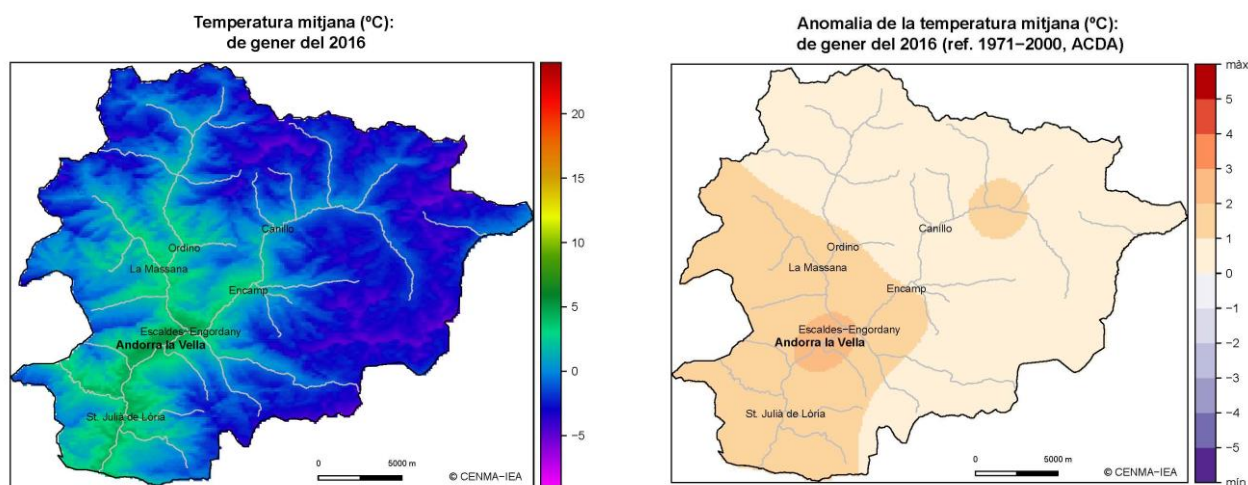 Temperatura mitjana (ºC):
de gener del 2016
20
15
10
5
0
−5
Ordino
Canillo
La Massana
Encamp
Escaldes−Engordany
Andorra la Vella
St. Julià de Lòria
0 5000 m
© CENMA−IEA
Anomalia de la temperatura mitjana (ºC):
de gener del 2016 (ref. 1971−2000, ACDA)
màx
5
4
3
2
1
0
−1
−2
−3
−4
−5
mín
Canillo
Ordino
La Massana
Encamp
Escaldes−Engordany
Andorra la Vella
St. Julià de Lòria
0 5000 m
© CENMA−IEA